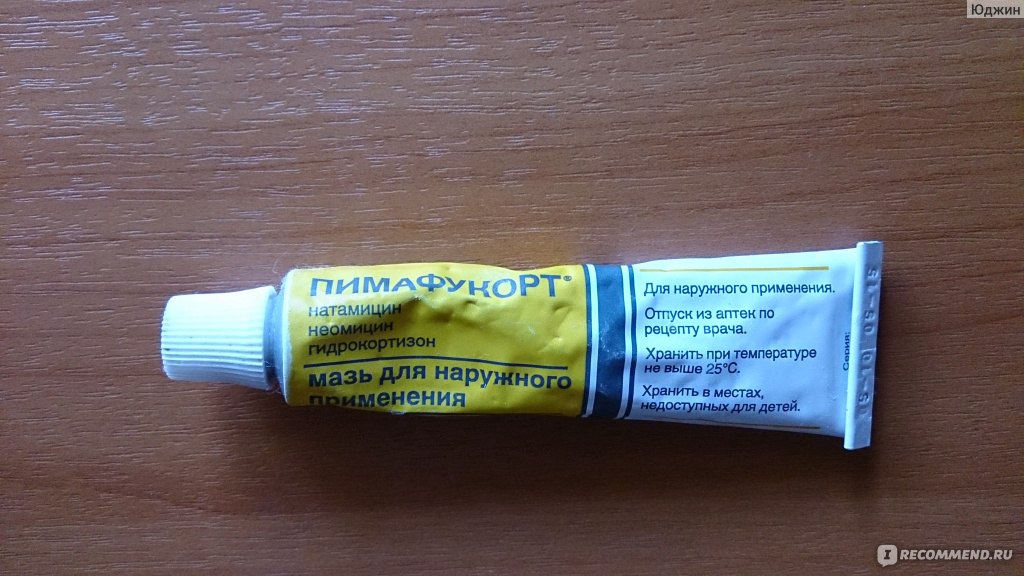 Юджин
ПИМАФУКОРТ®
натамицин
неомицин
гидрокортизон
мазь для наружного
применения
Для наружного применения.
Отпуск из аптек по
рецепту врача.
Хранить при температуре
не выше 25°C.
Хранить в местах,
недоступных для детей.
Серия:
IRECOMMEND.RU